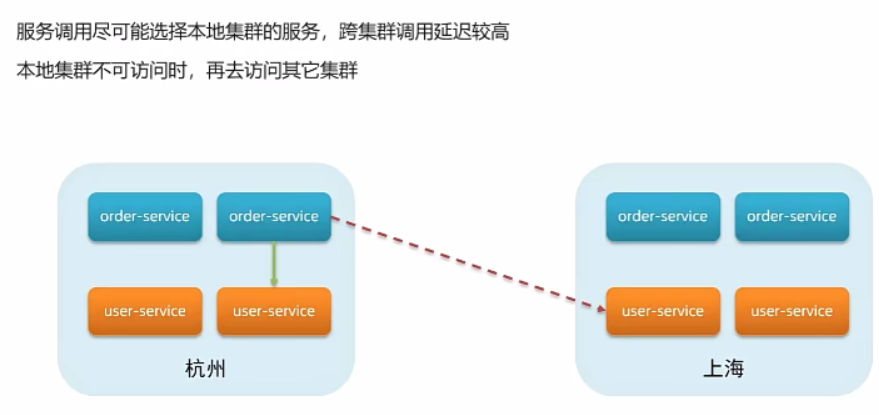 服务调用尽可能选择本地集群的服务，跨集群调用延迟较高
本地集群不可访问时，再去访问其它集群
order-service
order-service
order-service
order-service
user-service
user-service
user-service
user-service
杭州
上海